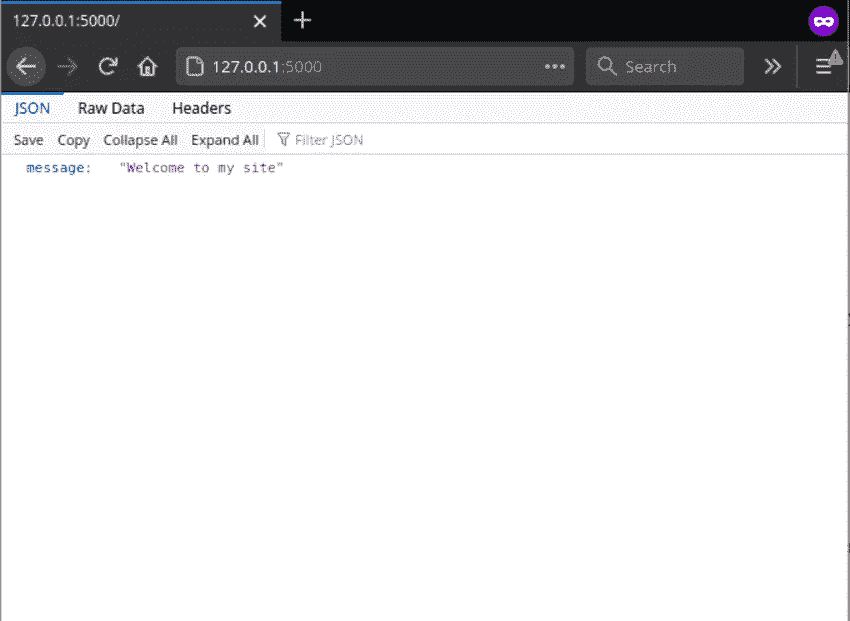 127.0.0.1:5000/
127.0.0.1:5000 Search
JSON Raw Data Headers
Save Copy Collapse All Expand All Filter JSON
message: "Welcome to my site"